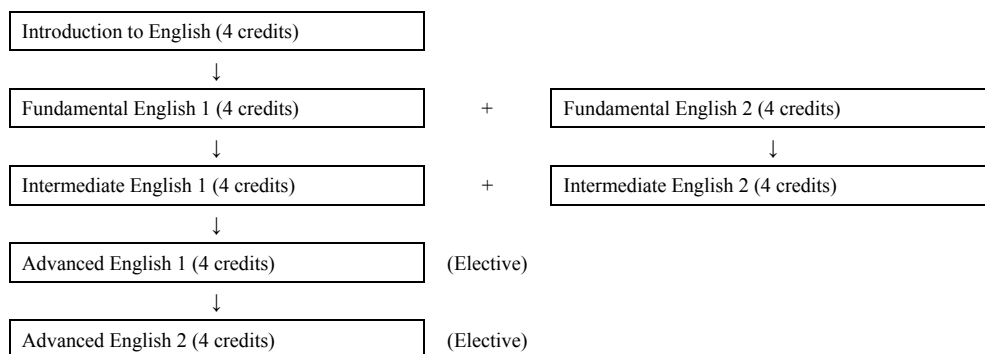 Introduction to English (4 credits)
↓
Fundamental English 1 (4 credits) + Fundamental English 2 (4 credits)
↓ ↓
Intermediate English 1 (4 credits) + Intermediate English 2 (4 credits)
↓
Advanced English 1 (4 credits) (Elective)
↓
Advanced English 2 (4 credits) (Elective)